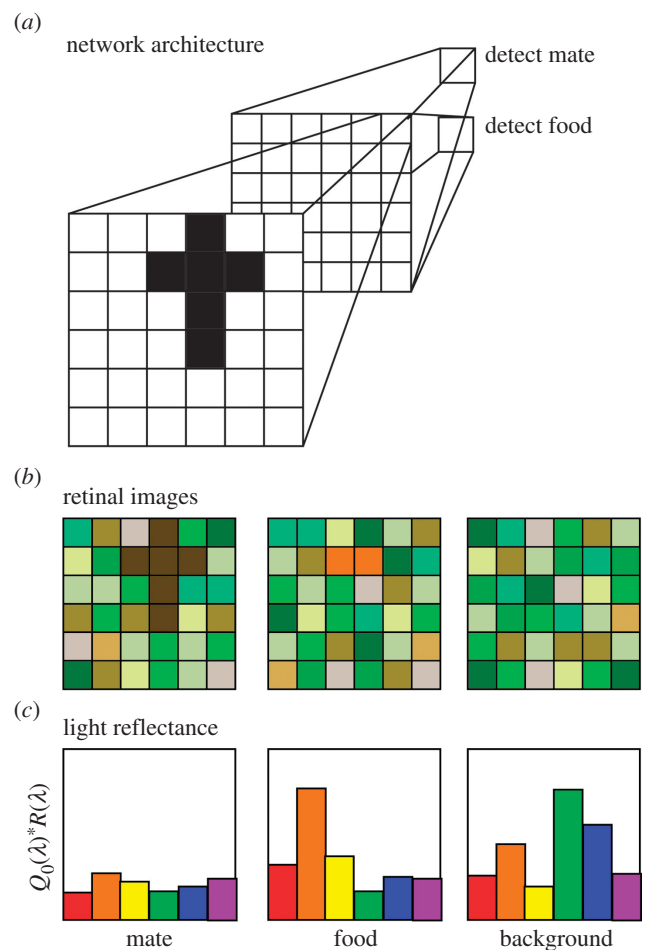 (a)
network architecture
detect mate
detect food
(b)
retinal images
(c)
light reflectance
Q₀(λ)*R(λ)
mate food background